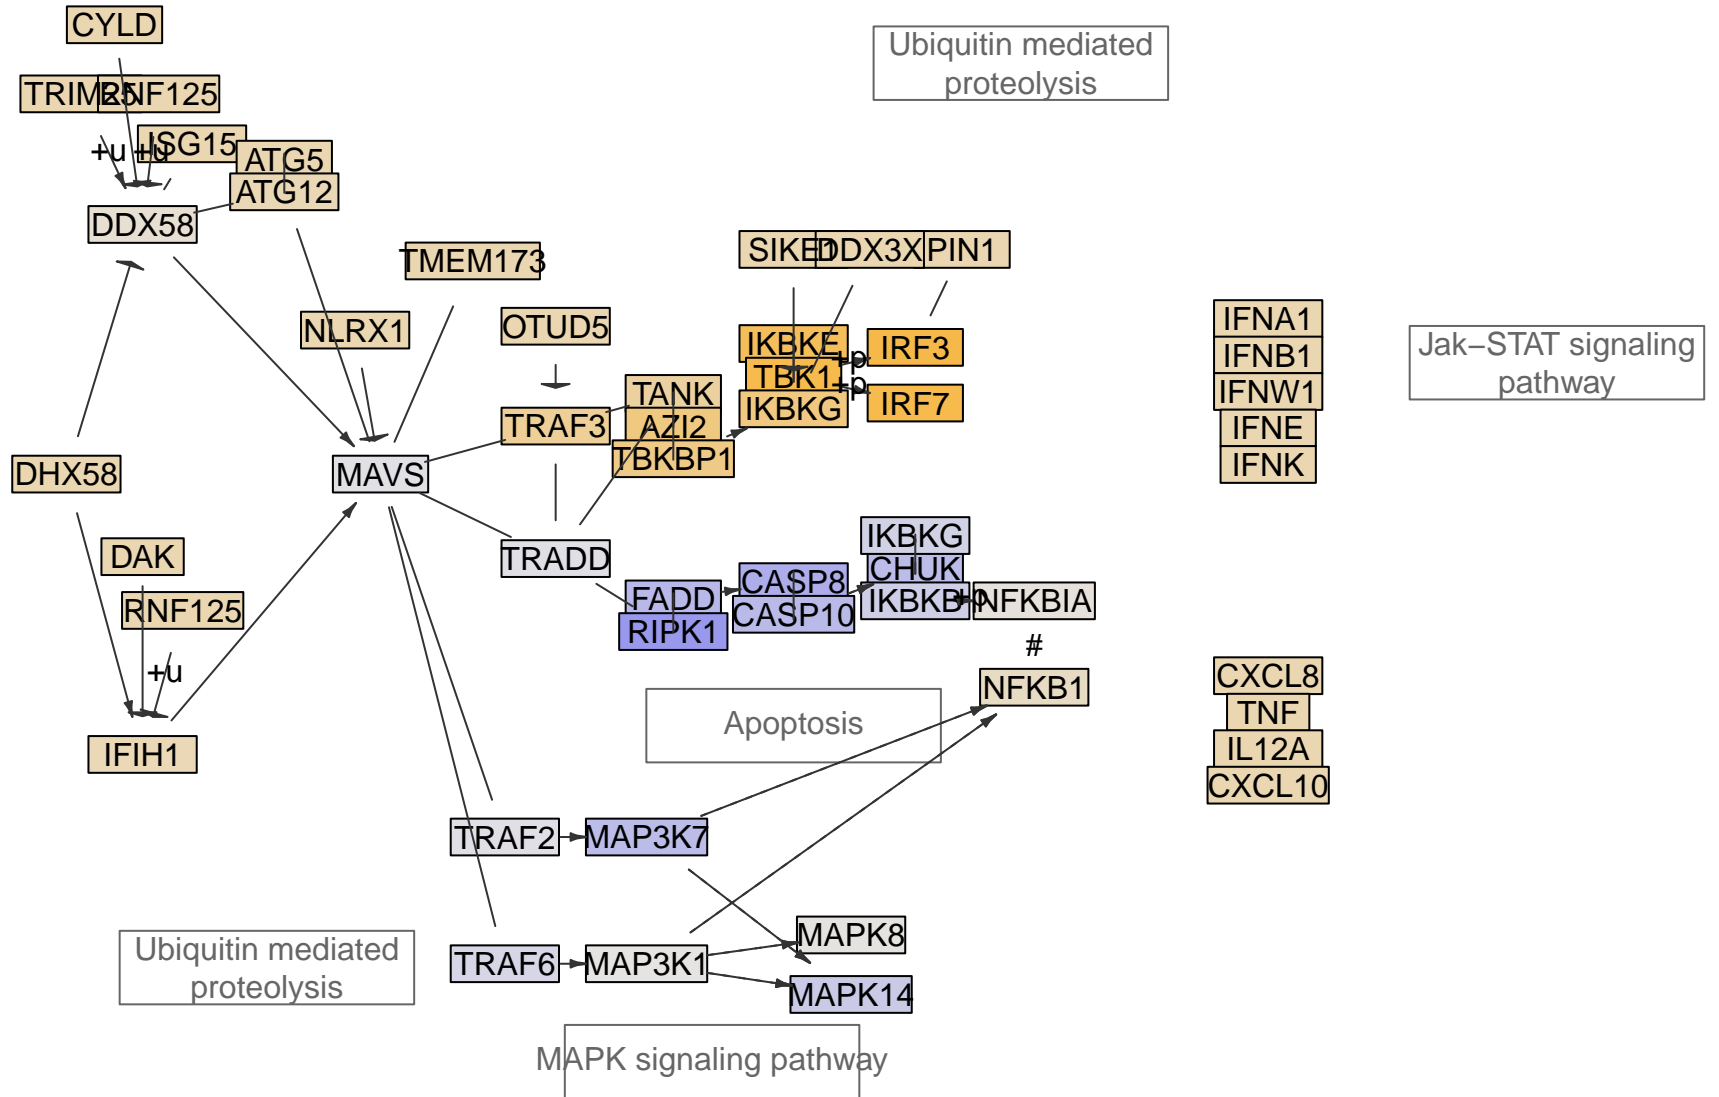 CYLD
Ubiquitin mediated
proteolysis
TRIM25
RNF125
ISG15
+u
+u
ATG5
ATG12
DDX58
TMEM173
SIKE1
DDX3X
PIN1
NLRX1
OTUD5
IKBKE
+p
IRF3
TBK1
+p
IKBKG
IRF7
IFNA1
IFNB1
IFNW1
IFNE
IFNK
Jak−STAT signaling
pathway
TANK
TRAF3
AZI2
TBKBP1
DHX58
MAVS
DAK
TRADD
IKBKG
CHUK
IKBKB
+p
NFKBIA
CASP8
CASP10
FADD
RIPK1
RNF125
+u
#
NFKB1
CXCL8
TNF
IL12A
CXCL10
Apoptosis
IFIH1
TRAF2
MAP3K7
MAPK8
TRAF6
MAP3K1
MAPK14
Ubiquitin mediated
proteolysis
MAPK signaling pathway